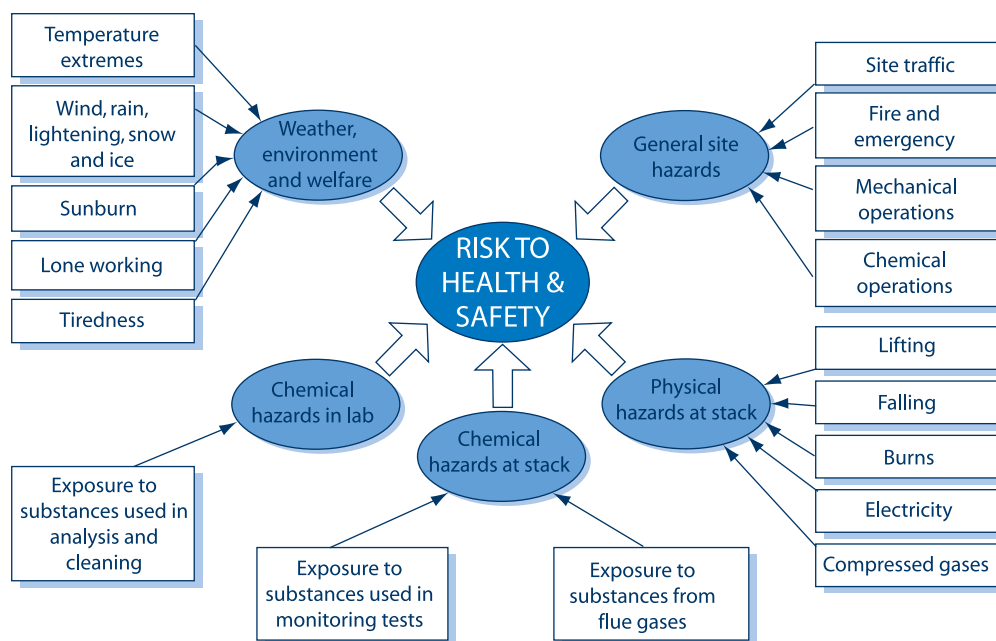 Temperature
extremes
Wind, rain,
lightening, snow
and ice
Sunburn
Lone working
Tiredness
Weather,
environment
and welfare
General site
hazards
Site traffic
Fire and
emergency
Mechanical
operations
Chemical
operations
RISK TO
HEALTH &
SAFETY
Chemical
hazards in lab
Chemical
hazards at stack
Physical
hazards at stack
Lifting
Falling
Burns
Electricity
Compressed gases
Exposure to
substances used in
analysis and
cleaning
Exposure to
substances used in
monitoring tests
Exposure to
substances from
flue gases